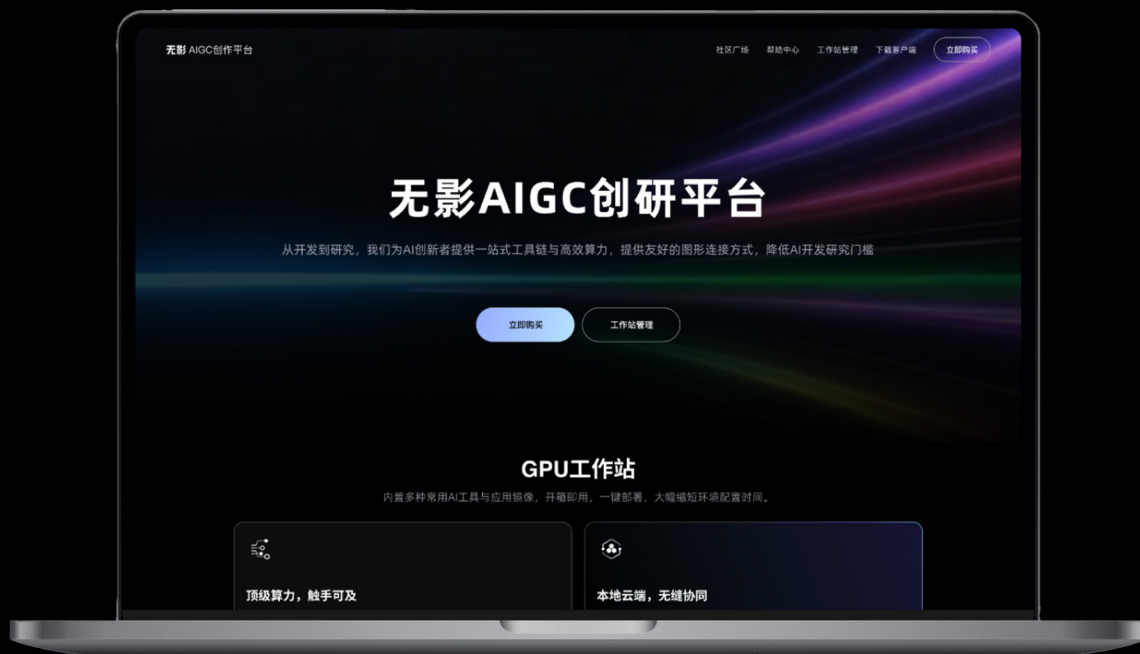 无影 AIGC创作平台
社区广场 帮助中心 工作站管理 下载客户端 立即购买
无影AIGC创研平台
从开发到研究，我们为AI创新者提供一站式工具链与高效算力，提供友好的图形连接方式，降低AI开发研究门槛
立即购买 工作站管理
GPU工作站
内置多种常用AI工具与应用镜像，开箱即用，一键部署，大幅缩短环境配置时间。
顶级算力，触手可及
本地云端，无缝协同